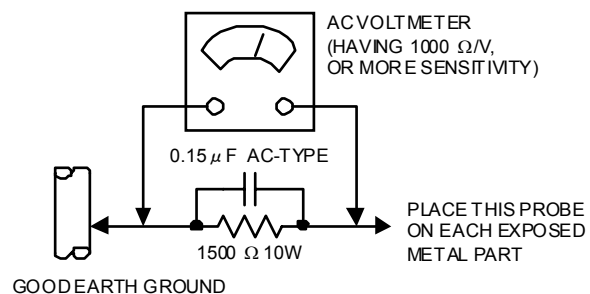 AC VOLTMETER
(HAVING 1000 Ω/V,
OR MORE SENSITIVITY)
0.15 μF AC-TYPE
1500 Ω 10W
PLACE THIS PROBE
ON EACH EXPOSED
METAL PART
GOOD EARTH GROUND